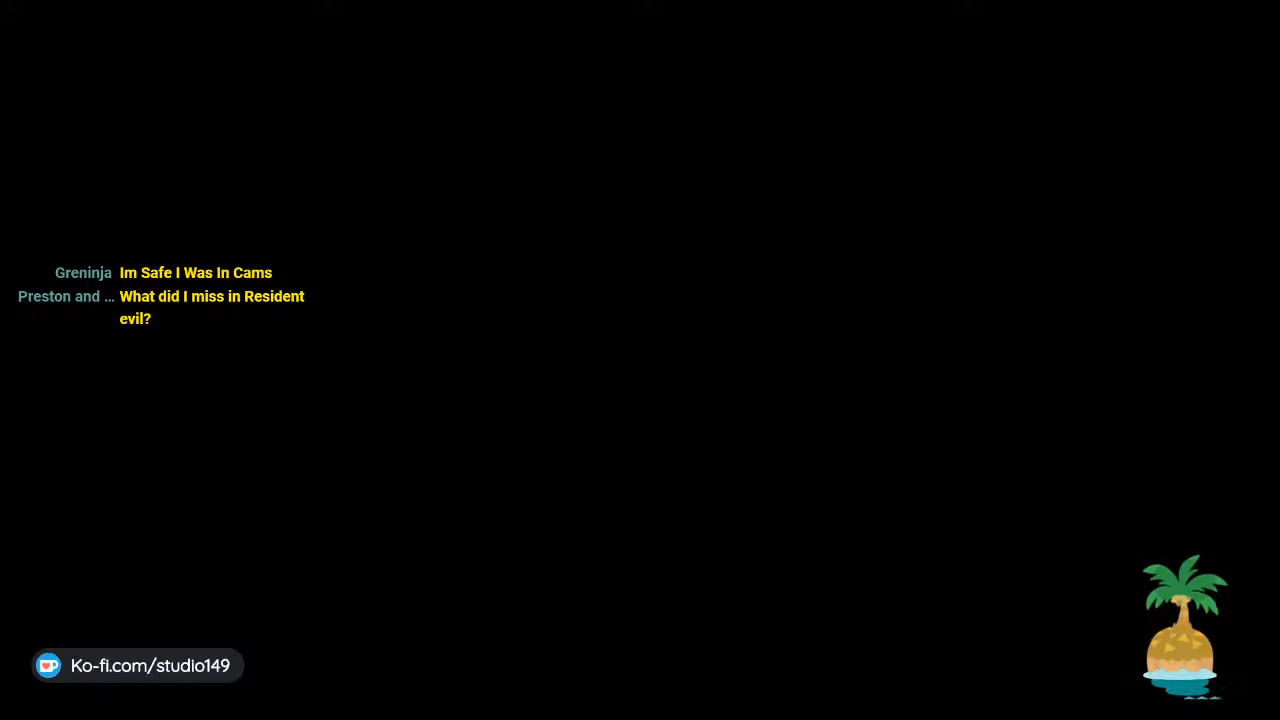 Greninja Im Safe I Was In Cams
Preston and ... What did I miss in Resident
evil?
Ko-fi.com/studio149